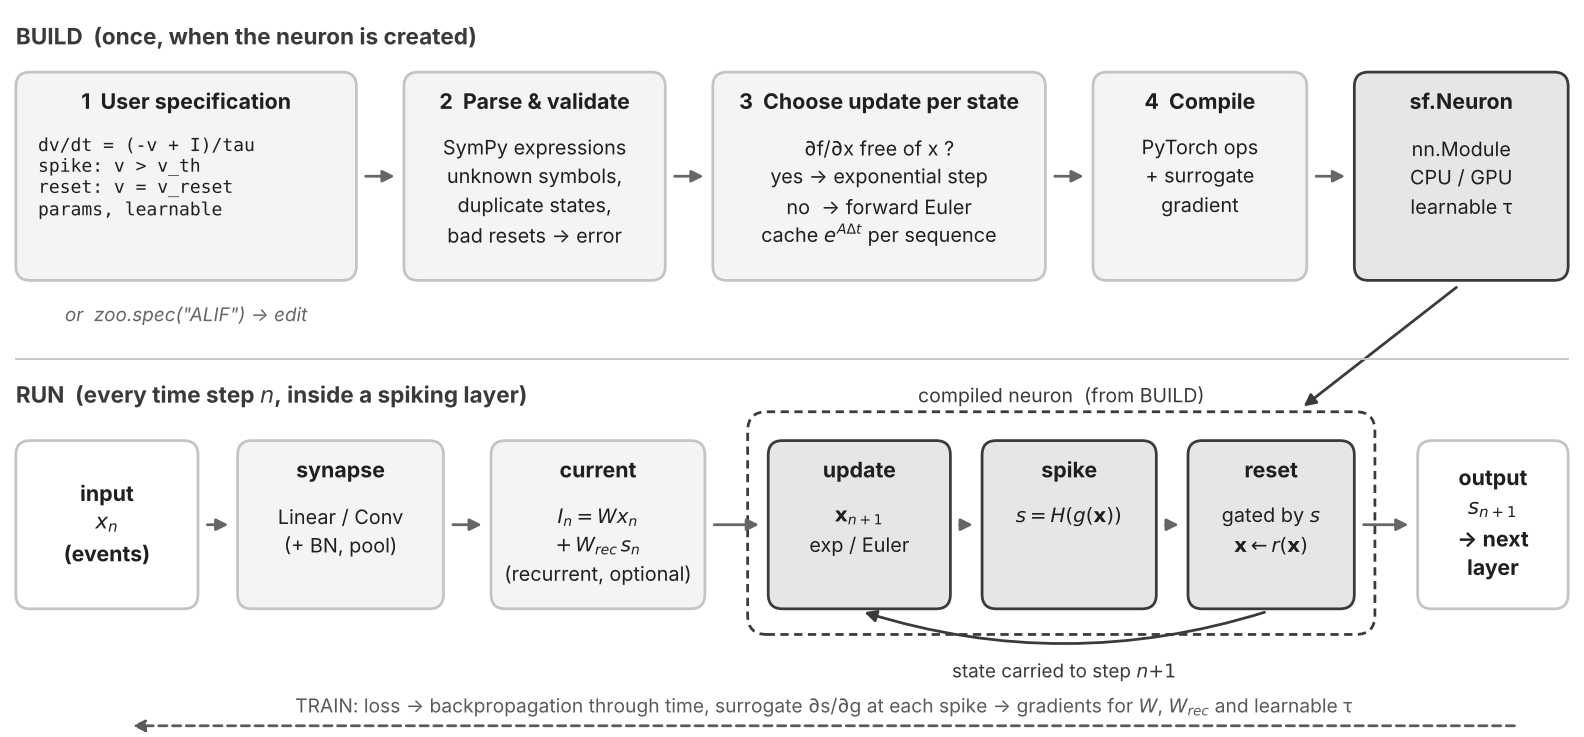 BUILD (once, when the neuron is created)
1 User specification
dv/dt = (-v + I)/tau
spike: v > v_th
reset: v = v_reset
params, learnable
or zoo.spec("ALIF") → edit
2 Parse & validate
SymPy expressions
unknown symbols,
duplicate states,
bad resets → error
3 Choose update per state
∂f/∂x free of x ?
yes → exponential step
no → forward Euler
cache e^{AΔt} per sequence
4 Compile
PyTorch ops
+ surrogate
gradient
sf.Neuron
nn.Module
CPU / GPU
learnable τ
RUN (every time step n, inside a spiking layer)
compiled neuron (from BUILD)
input
x_n
(events)
synapse
Linear / Conv
(+ BN, pool)
current
I_n = Wx_n
+ W_rec s_n
(recurrent, optional)
update
x_{n+1}
exp / Euler
spike
s = H(g(x))
reset
gated by s
x ← r(x)
output
s_{n+1}
→ next
layer
state carried to step n+1
TRAIN: loss → backpropagation through time, surrogate ∂s/∂g at each spike → gradients for W, W_rec and learnable τ